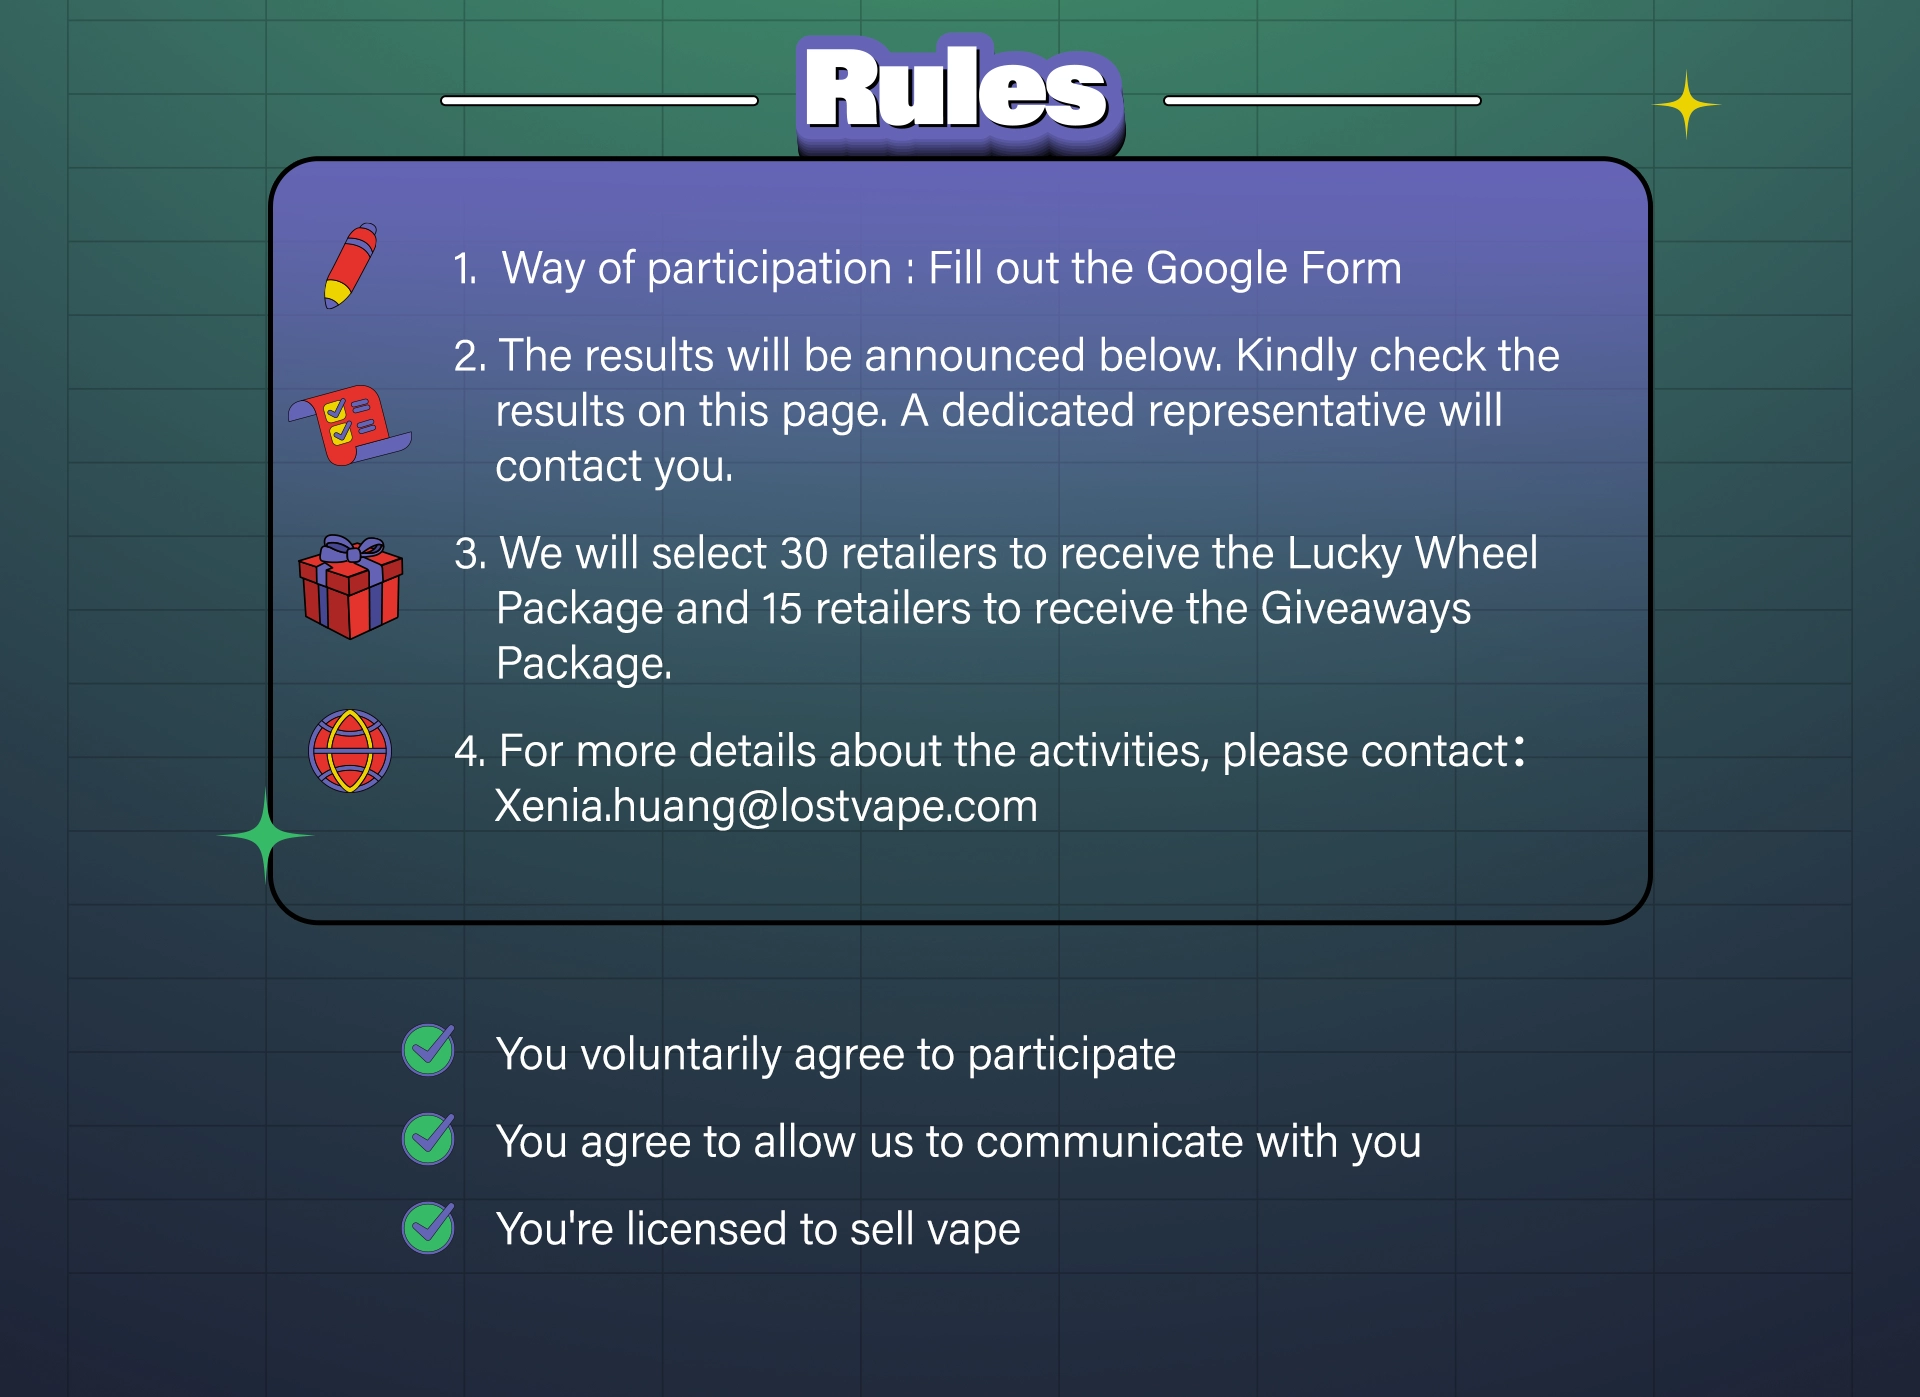 Rules
1. Way of participation : Fill out the Google Form
2. The results will be announced below. Kindly check the
results on this page. A dedicated representative will
contact you.
3. We will select 30 retailers to receive the Lucky Wheel
Package and 15 retailers to receive the Giveaways
Package.
4. For more details about the activities, please contact：
Xenia.huang@lostvape.com
You voluntarily agree to participate
You agree to allow us to communicate with you
You're licensed to sell vape